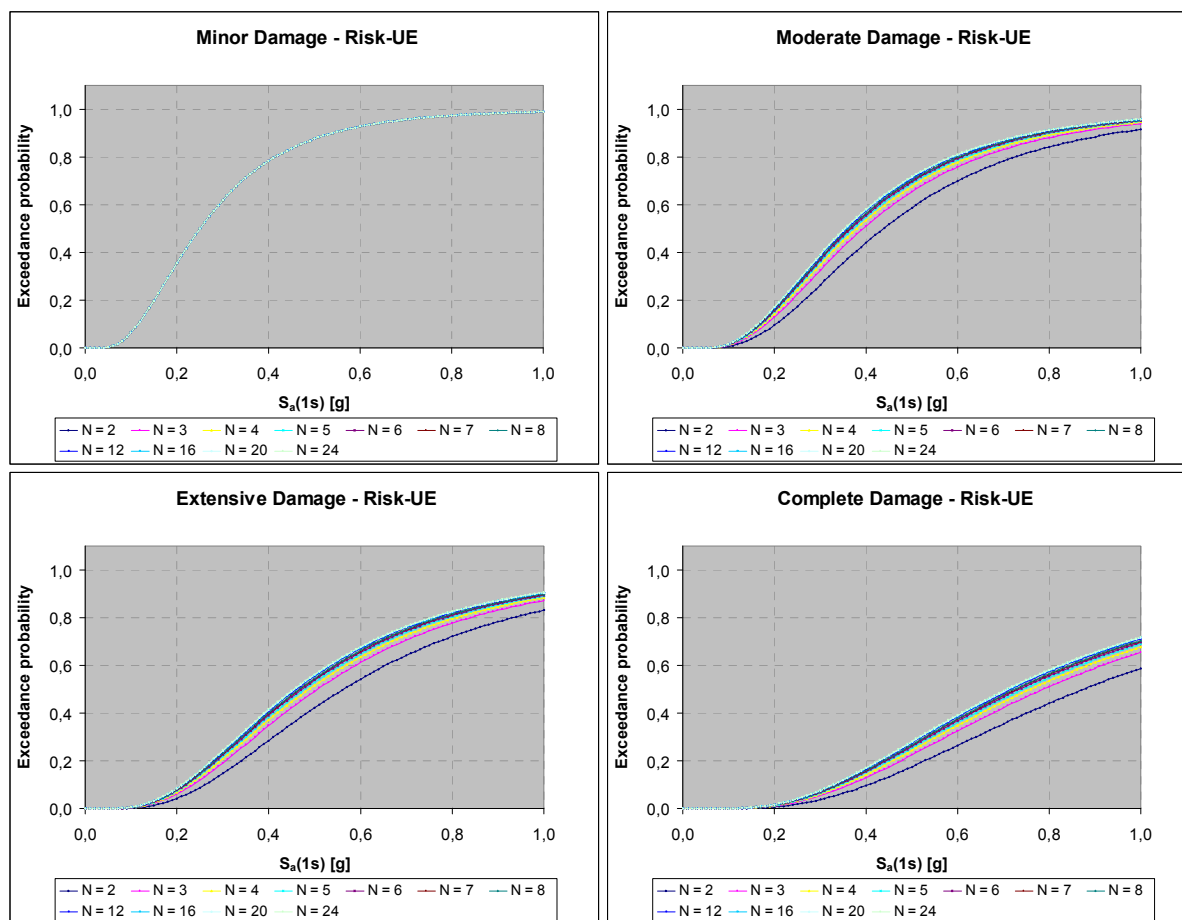 Minor Damage - Risk-UE
Exceedance probability
1,0
0,8
0,6
0,4
0,2
0,0
0,0 0,2 0,4 0,6 0,8 1,0
Sₐ(1s) [g]
N = 2 N = 3 N = 4 N = 5 N = 6 N = 7 N = 8
N = 12 N = 16 N = 20 N = 24
Moderate Damage - Risk-UE
Exceedance probability
1,0
0,8
0,6
0,4
0,2
0,0
0,0 0,2 0,4 0,6 0,8 1,0
Sₐ(1s) [g]
N = 2 N = 3 N = 4 N = 5 N = 6 N = 7 N = 8
N = 12 N = 16 N = 20 N = 24
Extensive Damage - Risk-UE
Exceedance probability
1,0
0,8
0,6
0,4
0,2
0,0
0,0 0,2 0,4 0,6 0,8 1,0
Sₐ(1s) [g]
N = 2 N = 3 N = 4 N = 5 N = 6 N = 7 N = 8
N = 12 N = 16 N = 20 N = 24
Complete Damage - Risk-UE
Exceedance probability
1,0
0,8
0,6
0,4
0,2
0,0
0,0 0,2 0,4 0,6 0,8 1,0
Sₐ(1s) [g]
N = 2 N = 3 N = 4 N = 5 N = 6 N = 7 N = 8
N = 12 N = 16 N = 20 N = 24